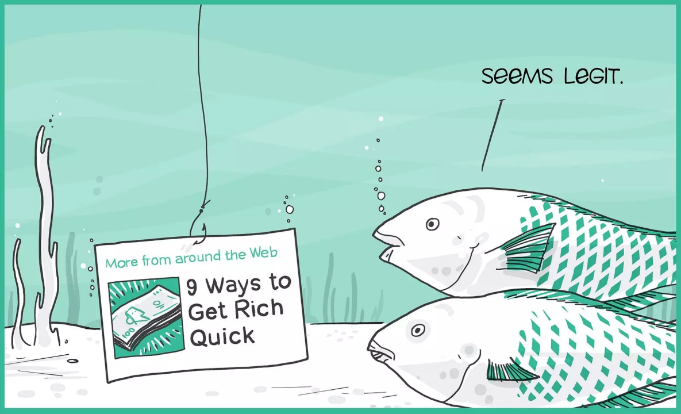 SEEMS LEGIT.
More from around the Web
9 Ways to
Get Rich
Quick